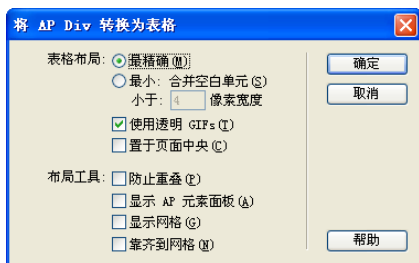 将 AP Div 转换为表格
表格布局: 最精确(M) 确定
最小: 合并空白单元(S) 取消
小于: 4 像素宽度
使用透明 GIFs(T)
置于页面中央(C)
布局工具: 防止重叠(P)
显示 AP 元素面板(A)
显示网格(G)
靠齐到网格(N) 帮助